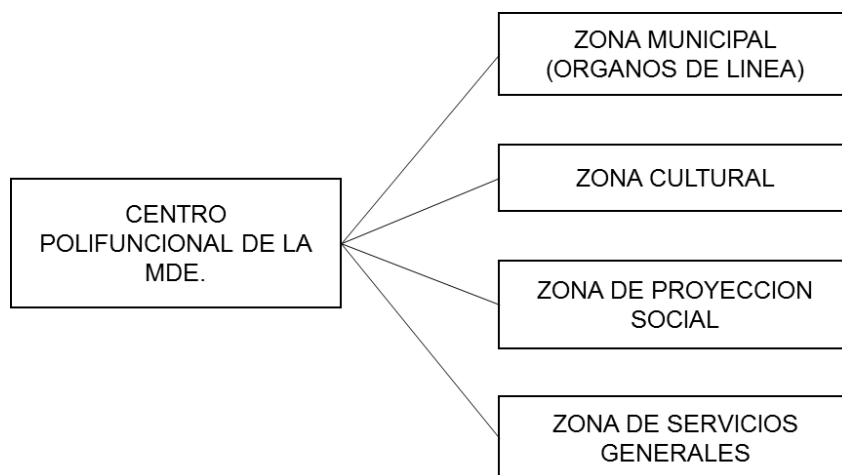 CENTRO
POLIFUNCIONAL DE LA
MDE.
ZONA MUNICIPAL
(ORGANOS DE LINEA)
ZONA CULTURAL
ZONA DE PROYECCION
SOCIAL
ZONA DE SERVICIOS
GENERALES